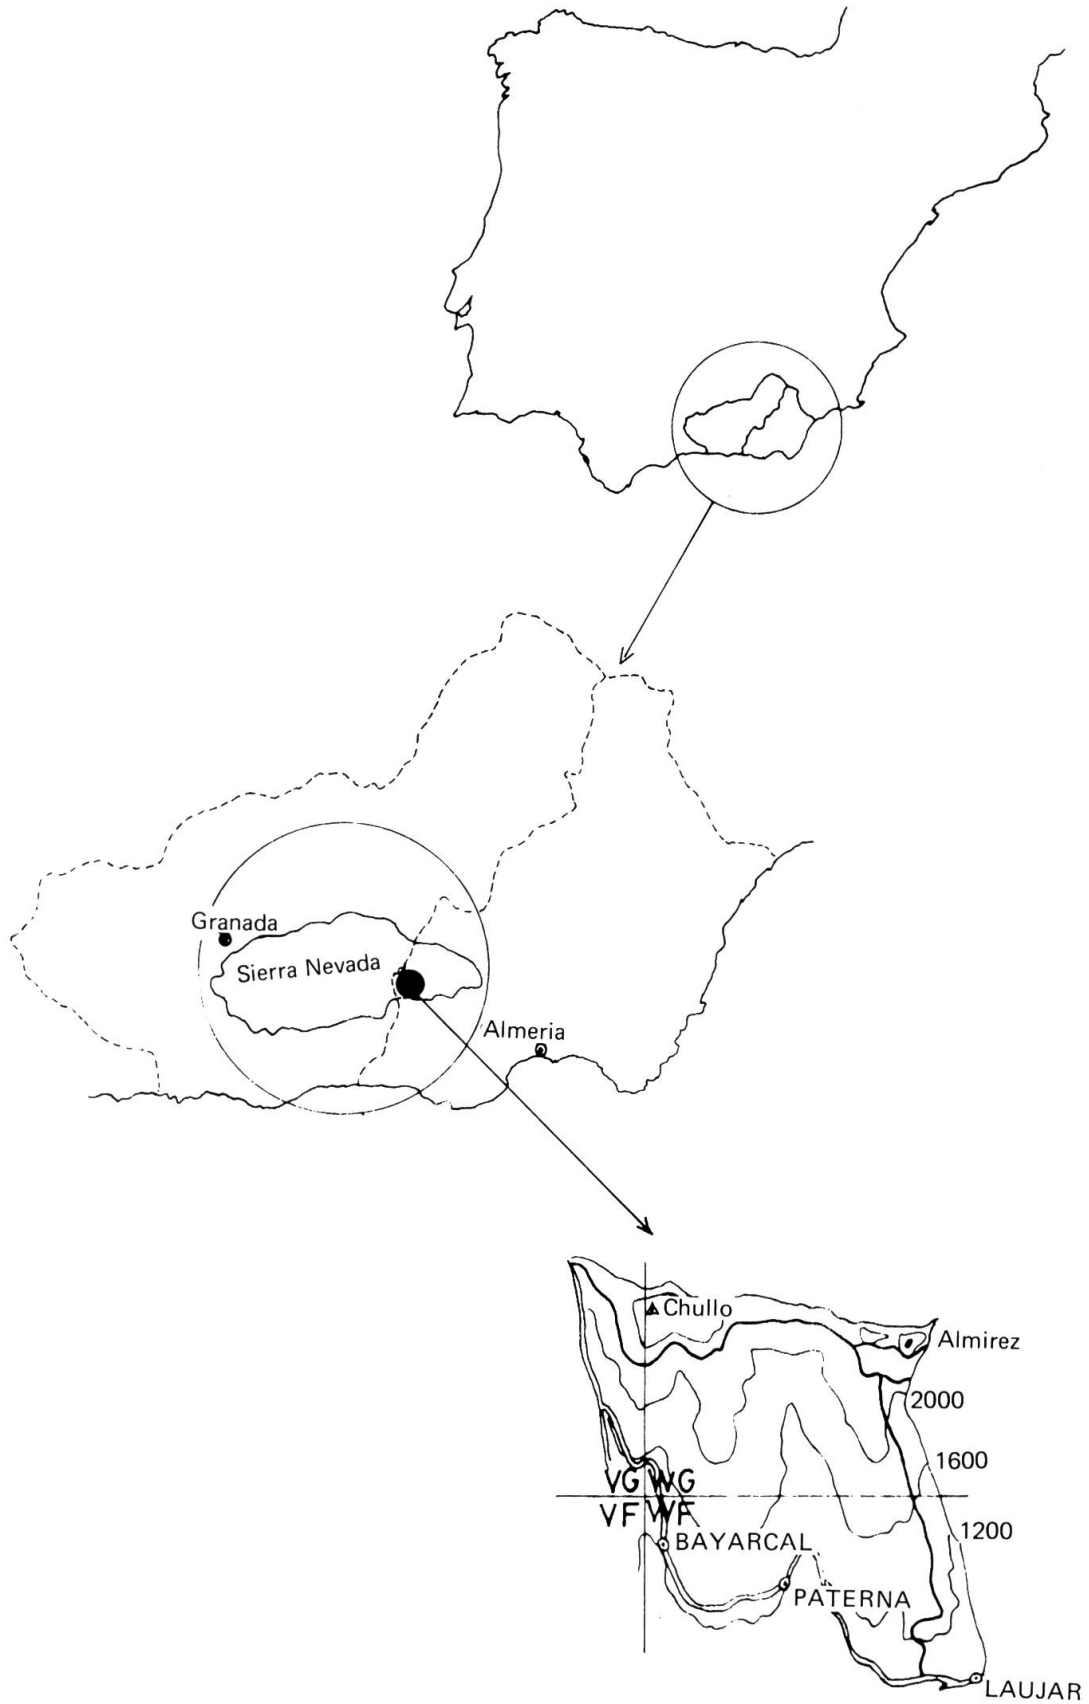 Granada
Sierra Nevada
Almeria
Chullo
Almirez
2000
1600
VG WG
VF WF
1200
BAYARCAL
PATERNA
LAUJAR